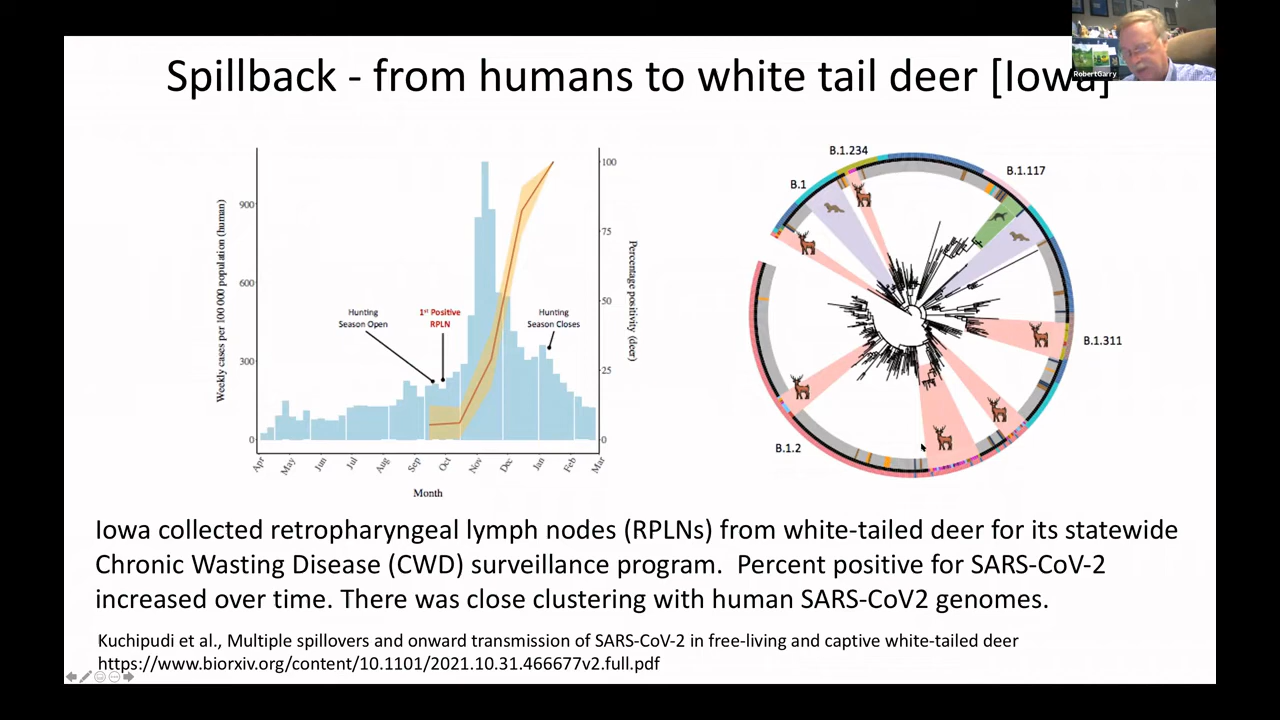 Spillback - from humans to white tail deer [Iowa]
RobertGarry
Weekly cases per 100 000 population (human)
900
600
300
0
100
75
50
25
0
Percentage positivity (deer)
Hunting
Season Open
1st Positive
RPLN
Hunting
Season Closes
Apr
May
Jun
Jul
Aug
Sep
Oct
Nov
Dec
Jan
Feb
Mar
Month
B.1.234
B.1.117
B.1
B.1.311
B.1.2
Iowa collected retropharyngeal lymph nodes (RPLNs) from white-tailed deer for its statewide
Chronic Wasting Disease (CWD) surveillance program.  Percent positive for SARS-CoV-2
increased over time. There was close clustering with human SARS-CoV2 genomes.
Kuchipudi et al., Multiple spillovers and onward transmission of SARS-CoV-2 in free-living and captive white-tailed deer
https://www.biorxiv.org/content/10.1101/2021.10.31.466677v2.full.pdf